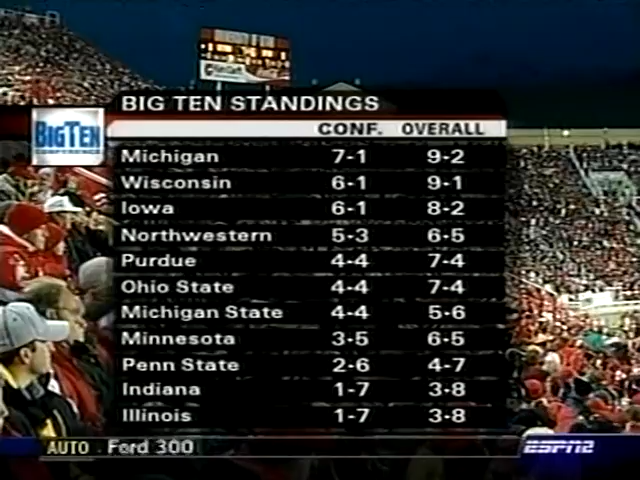 BIG TEN STANDINGS
BIGTEN
CONFERENCE
CONF. OVERALL
Michigan 7-1 9-2
Wisconsin 6-1 9-1
Iowa 6-1 8-2
Northwestern 5-3 6-5
Purdue 4-4 7-4
Ohio State 4-4 7-4
Michigan State 4-4 5-6
Minnesota 3-5 6-5
Penn State 2-6 4-7
Indiana 1-7 3-8
Illinois 1-7 3-8
AUTO Ford 300 ESPN2